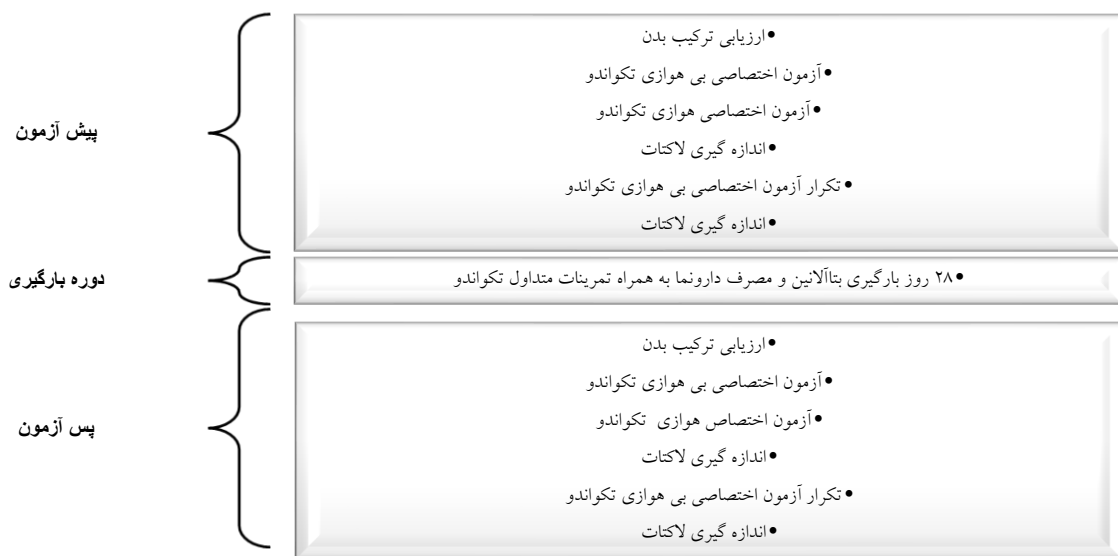 پیش آزمون
•ارزیابی ترکیب بدن
•آزمون اختصاصی بی هوازی تکواندو
•آزمون اختصاصی هوازی تکواندو
•اندازه گیری لاکتات
•تکرار آزمون اختصاصی بی هوازی تکواندو
•اندازه گیری لاکتات
دوره بارگیری
•۲۸ روز بارگیری بتاآلانین و مصرف دارونما به همراه تمرینات متداول تکواندو
پس آزمون
•ارزیابی ترکیب بدن
•آزمون اختصاصی بی هوازی تکواندو
•آزمون اختصاص هوازی تکواندو
•اندازه گیری لاکتات
•تکرار آزمون اختصاصی بی هوازی تکواندو
•اندازه گیری لاکتات